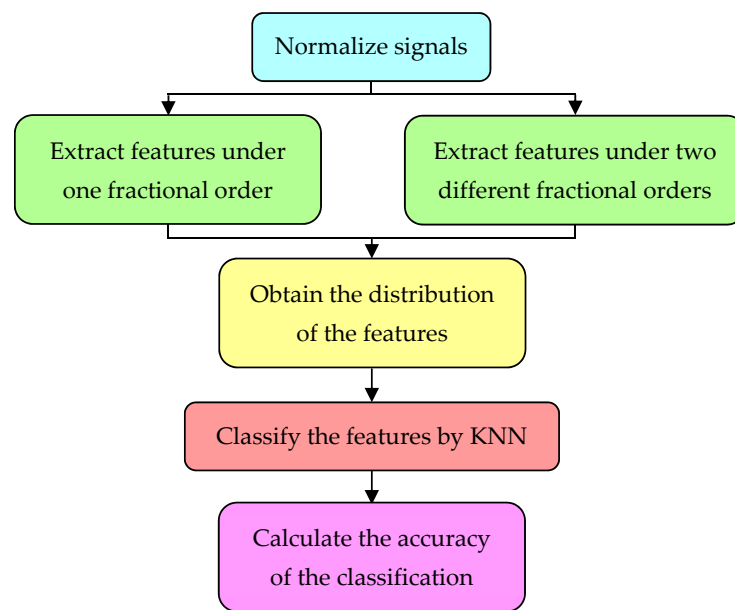 Normalize signals
Extract features under
one fractional order
Extract features under two
different fractional orders
Obtain the distribution
of the features
Classify the features by KNN
Calculate the accuracy
of the classification